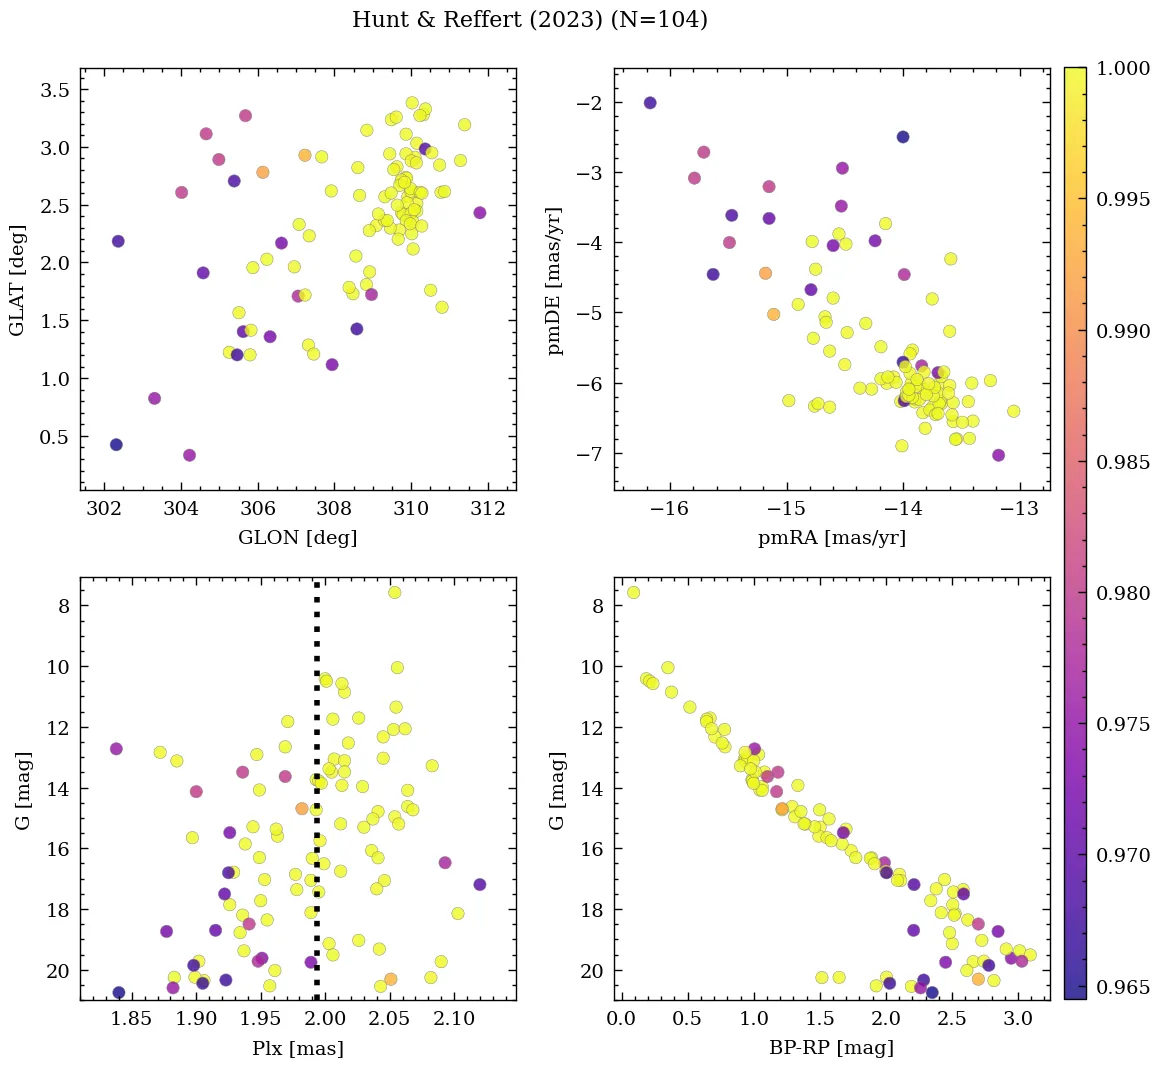 Hunt & Reffert (2023) (N=104)
3.5
3.0
2.5
2.0
1.5
1.0
0.5
GLAT [deg]
302 304 306 308 310 312
GLON [deg]
−2
−3
−4
−5
−6
−7
pmDE [mas/yr]
−16 −15 −14 −13
pmRA [mas/yr]
8
10
12
14
16
18
20
G [mag]
1.85 1.90 1.95 2.00 2.05 2.10
Plx [mas]
8
10
12
14
16
18
20
G [mag]
0.0 0.5 1.0 1.5 2.0 2.5 3.0
BP-RP [mag]
1.000
0.995
0.990
0.985
0.980
0.975
0.970
0.965